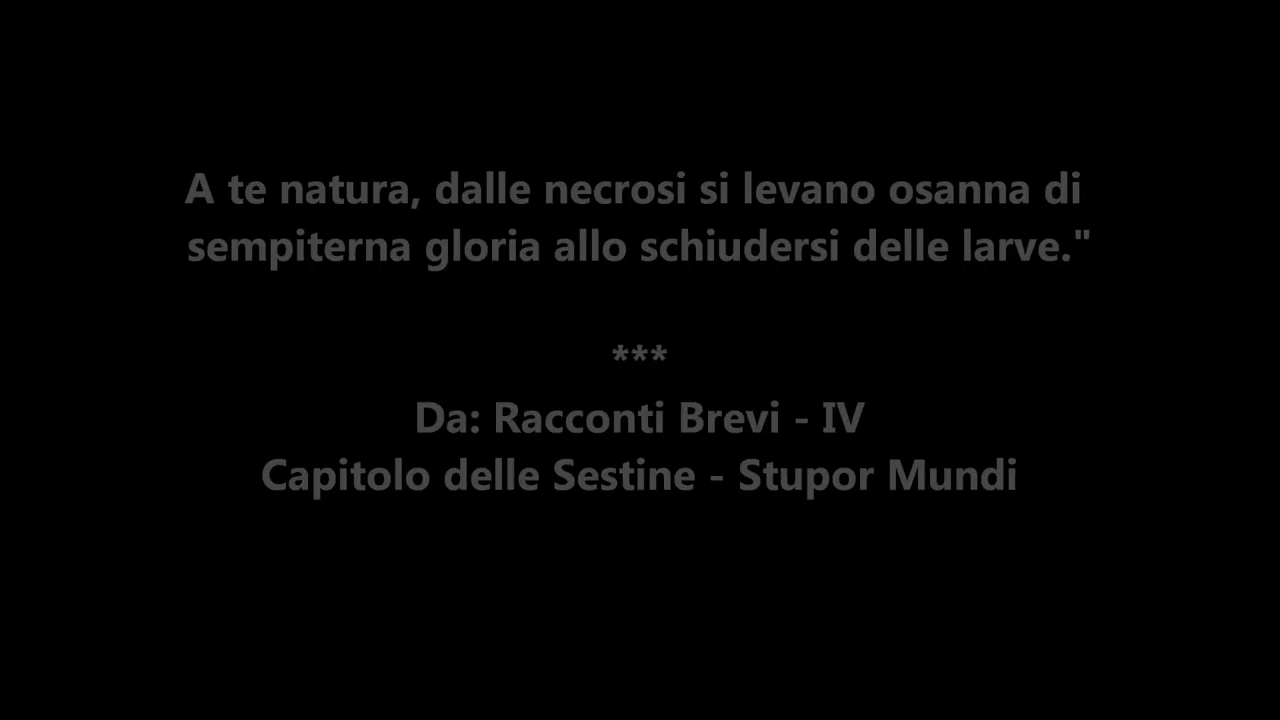 A te natura, dalle necrosi si levano osanna di
sempiterna gloria allo schiudersi delle larve."
***
Da: Racconti Brevi - IV
Capitolo delle Sestine - Stupor Mundi